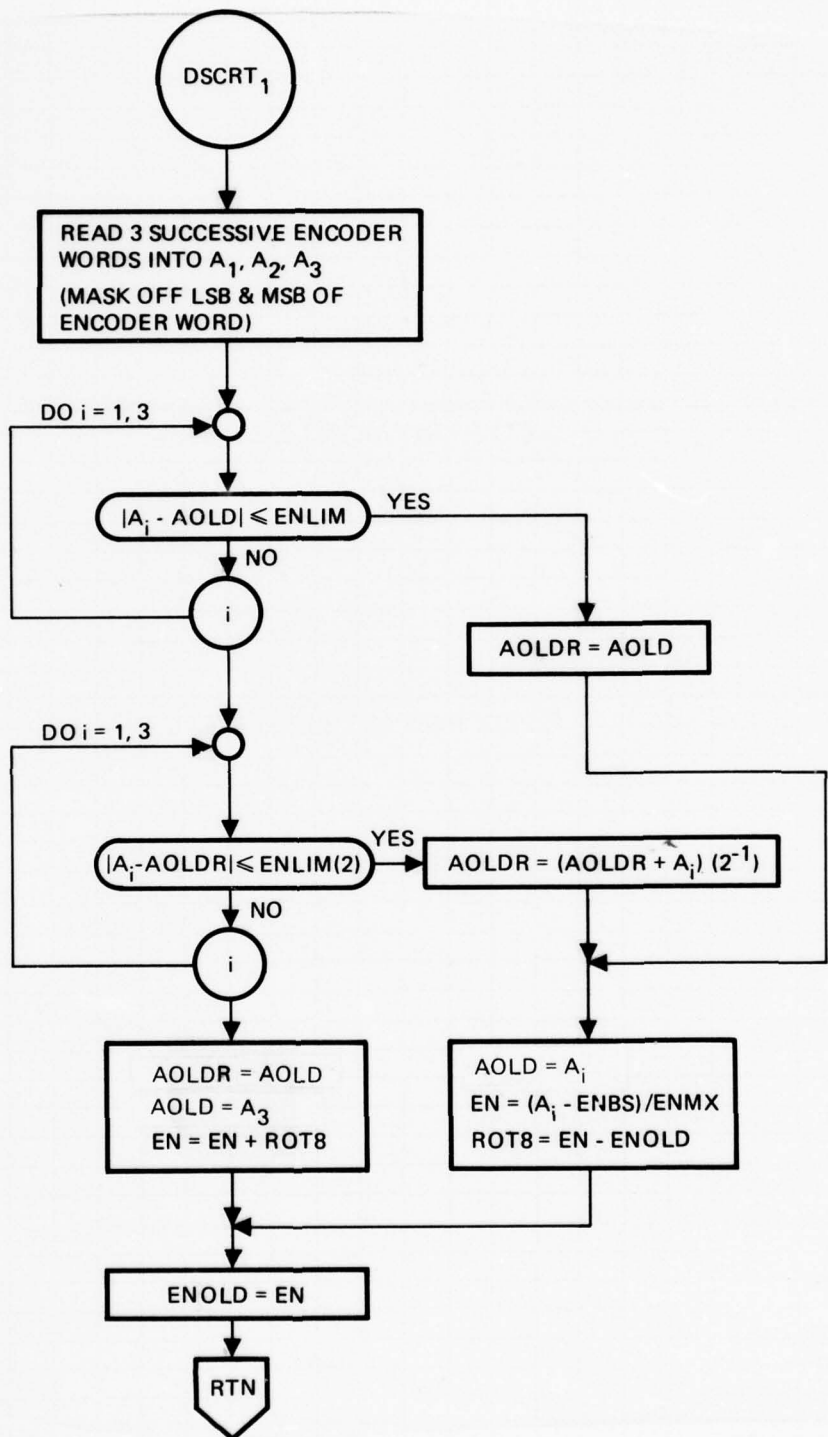 DSCRT1
READ 3 SUCCESSIVE ENCODER
WORDS INTO A1, A2, A3
(MASK OFF LSB & MSB OF
ENCODER WORD)
DO i = 1, 3
|Ai - AOLD| ≤ ENLIM
YES
NO
i
AOLDR = AOLD
DO i = 1, 3
|Ai-AOLDR| ≤ ENLIM(2)
YES
AOLDR = (AOLDR + Ai) (2-1)
NO
i
AOLDR = AOLD
AOLD = A3
EN = EN + ROT8
AOLD = Ai
EN = (Ai - ENBS)/ENMX
ROT8 = EN - ENOLD
ENOLD = EN
RTN